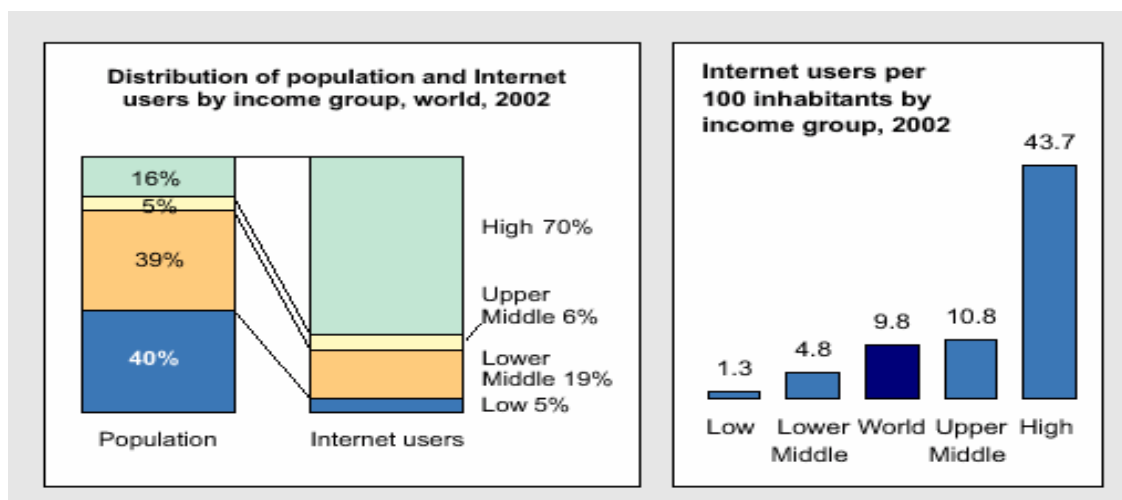 Distribution of population and Internet
users by income group, world, 2002
16%
5%
39%
40%
High 70%
Upper
Middle 6%
Lower
Middle 19%
Low 5%
Population
Internet users
Internet users per
100 inhabitants by
income group, 2002
43.7
10.8
9.8
4.8
1.3
Low
Lower
Middle
World
Upper
Middle
High